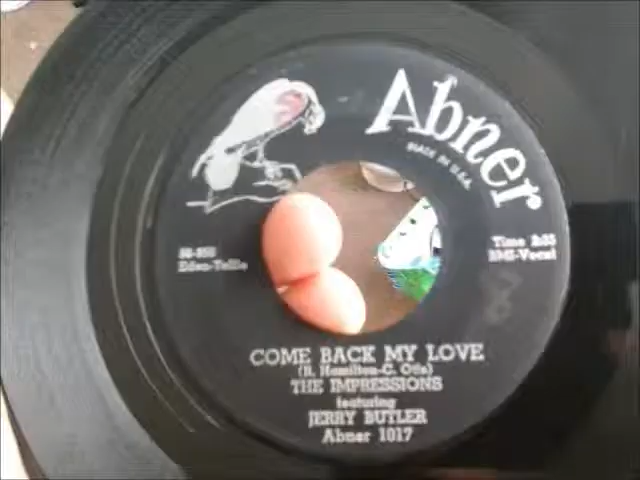 Abner
MADE IN U.S.A.
Time 2:35
BMI-Vocal
COME BACK MY LOVE
THE IMPRESSIONS
featuring
JERRY BUTLER
Abner 1017